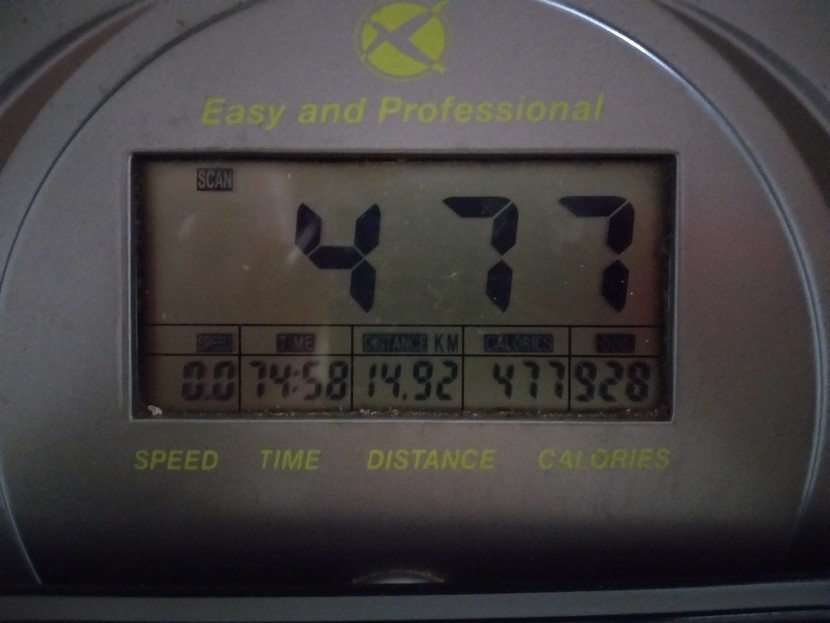 Easy and Professional
SCAN
477
SPEED TIME DISTANCE KM CALORIES ODO
0.0 74:58 14.92 477 928
SPEED TIME DISTANCE CALORIES